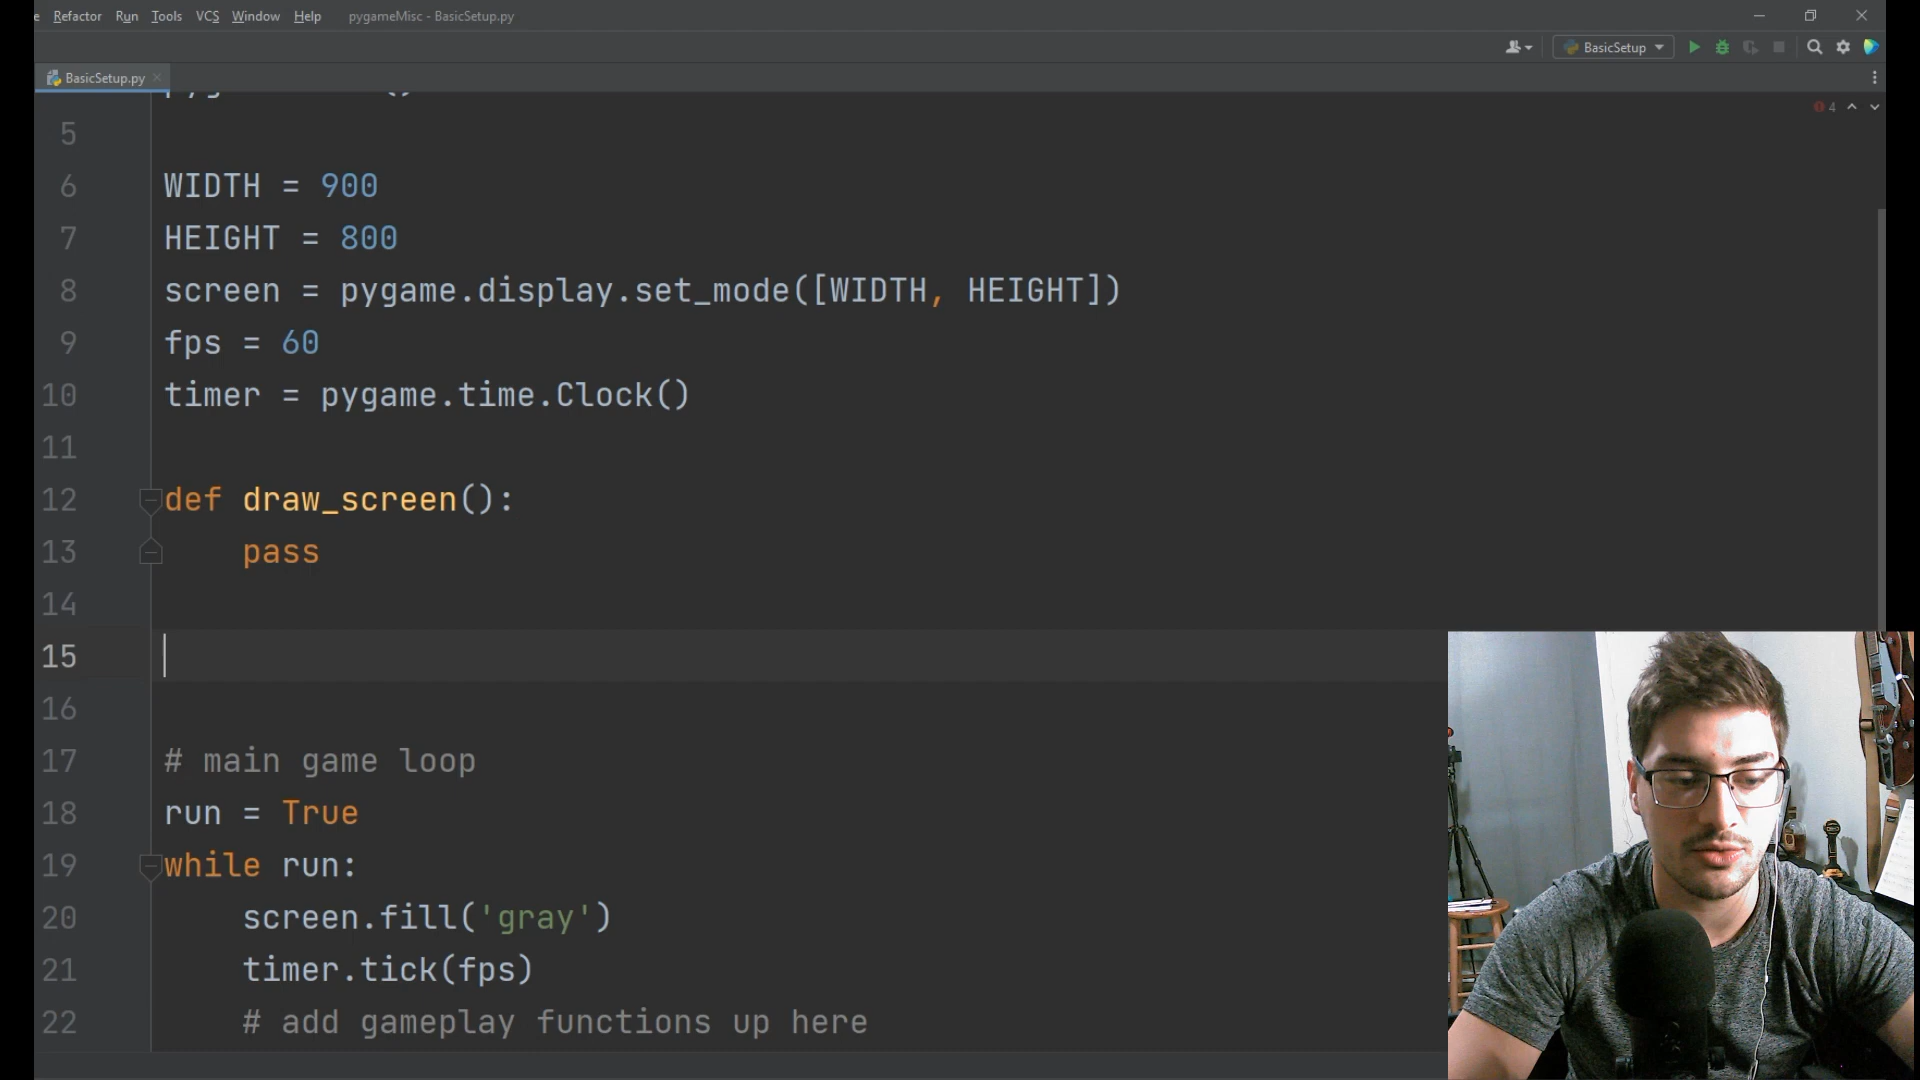 Refactor Run Tools VCS Window Help pygameMisc - BasicSetup.py
BasicSetup
BasicSetup.py
4
5
6 WIDTH = 900
7 HEIGHT = 800
8 screen = pygame.display.set_mode([WIDTH, HEIGHT])
9 fps = 60
10 timer = pygame.time.Clock()
11
12 def draw_screen():
13 pass
14
15
16
17 # main game loop
18 run = True
19 while run:
20 screen.fill('gray')
21 timer.tick(fps)
22 # add gameplay functions up here